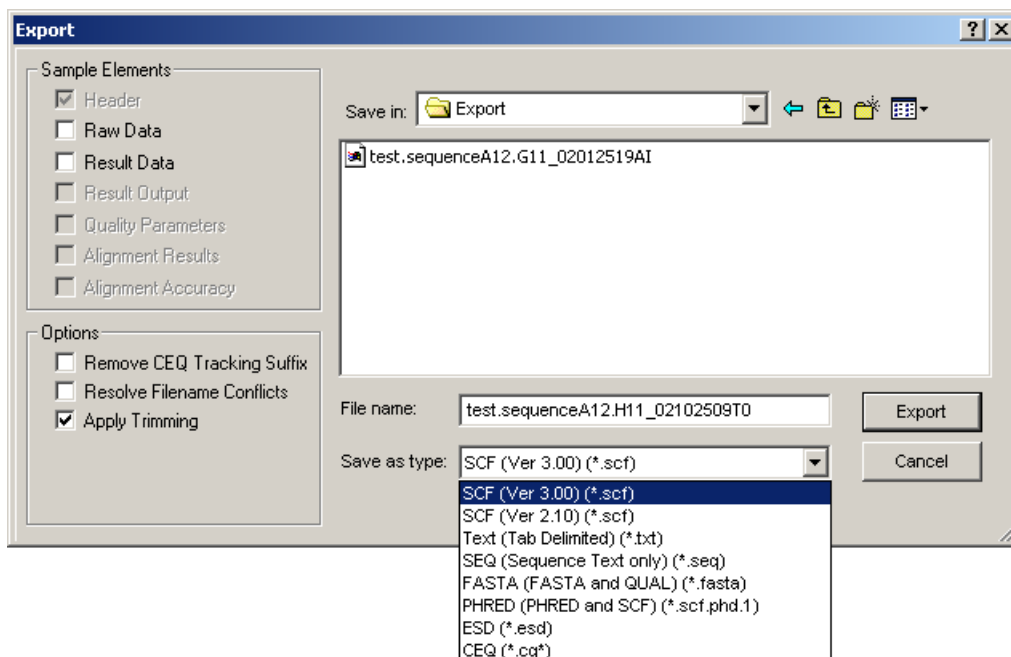 Export
Sample Elements
Header
Raw Data
Result Data
Result Output
Quality Parameters
Alignment Results
Alignment Accuracy
Options
Remove CEQ Tracking Suffix
Resolve Filename Conflicts
Apply Trimming
Save in: Export
test.sequenceA12.G11_02012519AI
File name: test.sequenceA12.H11_02102509T0 Export
Save as type: SCF (Ver 3.00) (*.scf) Cancel
SCF (Ver 3.00) (*.scf)
SCF (Ver 2.10) (*.scf)
Text (Tab Delimited) (*.txt)
SEQ (Sequence Text only) (*.seq)
FASTA (FASTA and QUAL) (*.fasta)
PHRED (PHRED and SCF) (*.scf.phd.1)
ESD (*.esd)
CEQ (*.cq*)